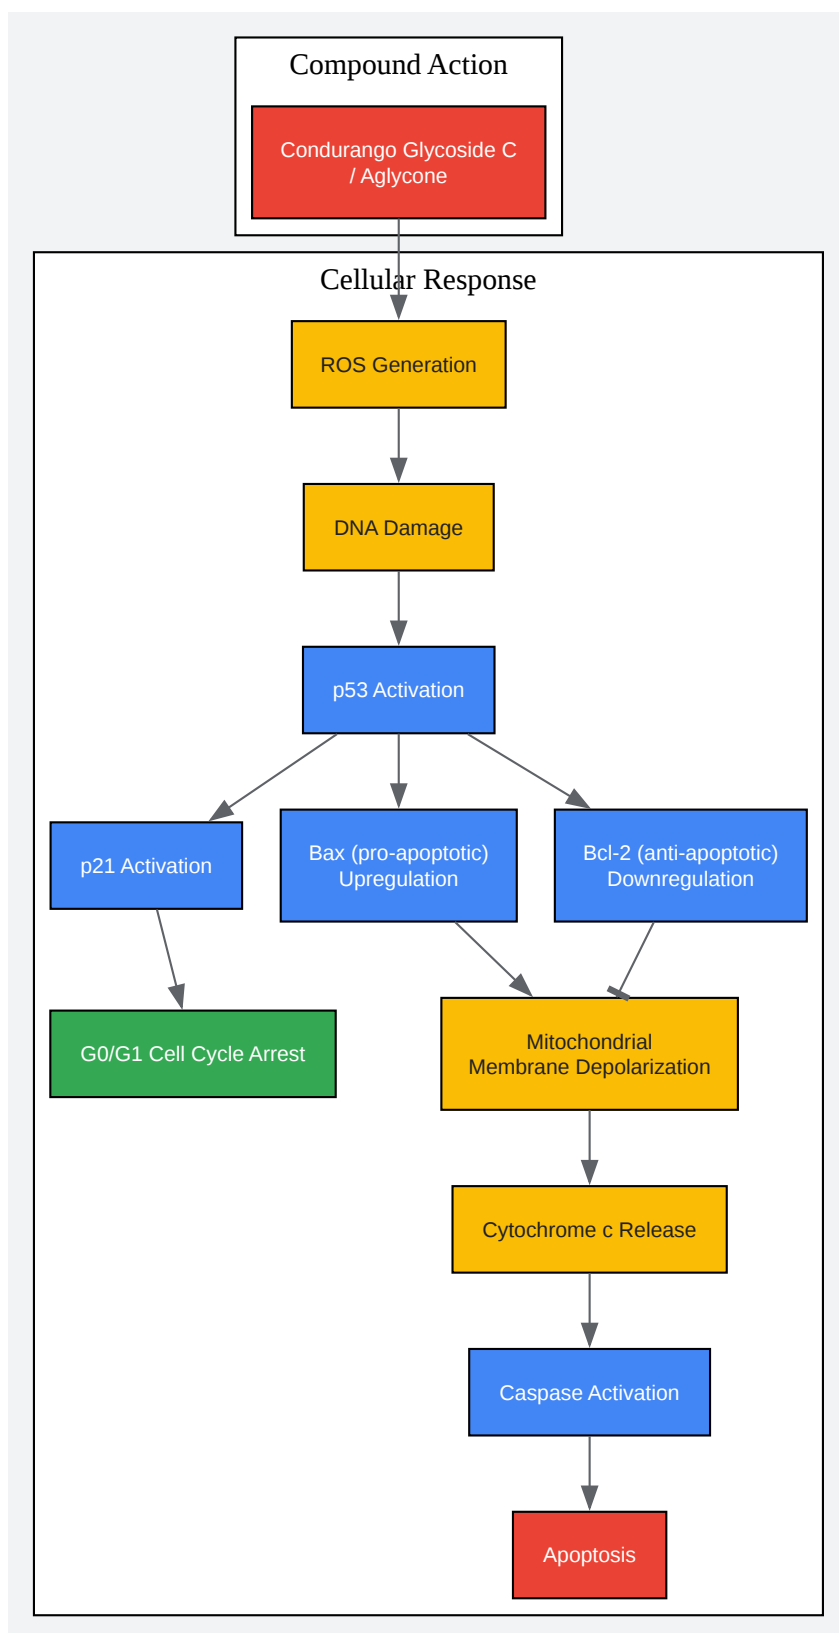 Compound Action
Condurango Glycoside C
/ Aglycone
Cellular Response
ROS Generation
DNA Damage
p53 Activation
p21 Activation
Bax (pro-apoptotic)
Upregulation
Bcl-2 (anti-apoptotic)
Downregulation
G0/G1 Cell Cycle Arrest
Mitochondrial
Membrane Depolarization
Cytochrome c Release
Caspase Activation
Apoptosis